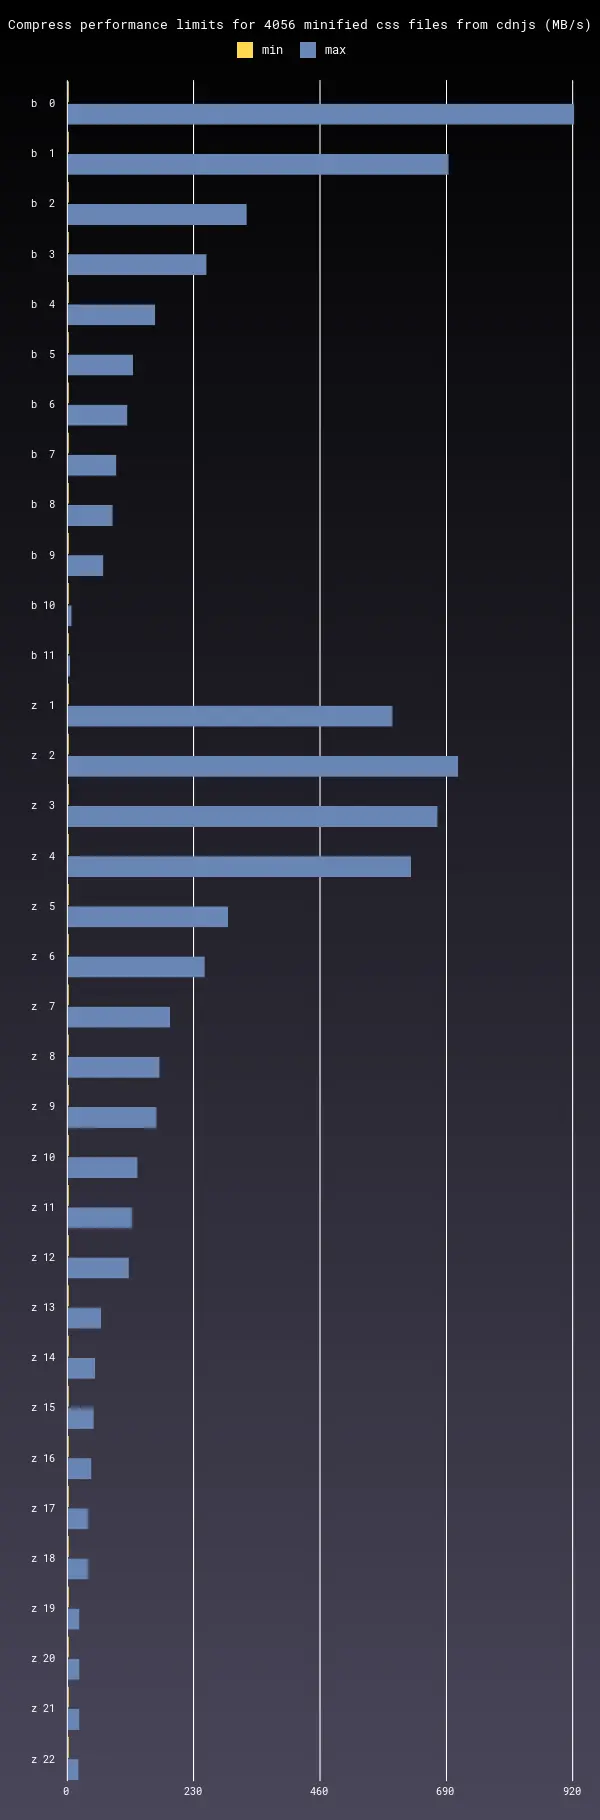 Compress performance limits for 4056 minified css files from cdnjs (MB/s)
min max
b 0
b 1
b 2
b 3
b 4
b 5
b 6
b 7
b 8
b 9
b 10
b 11
z 1
z 2
z 3
z 4
z 5
z 6
z 7
z 8
z 9
z 10
z 11
z 12
z 13
z 14
z 15
z 16
z 17
z 18
z 19
z 20
z 21
z 22
0 230 460 690 920